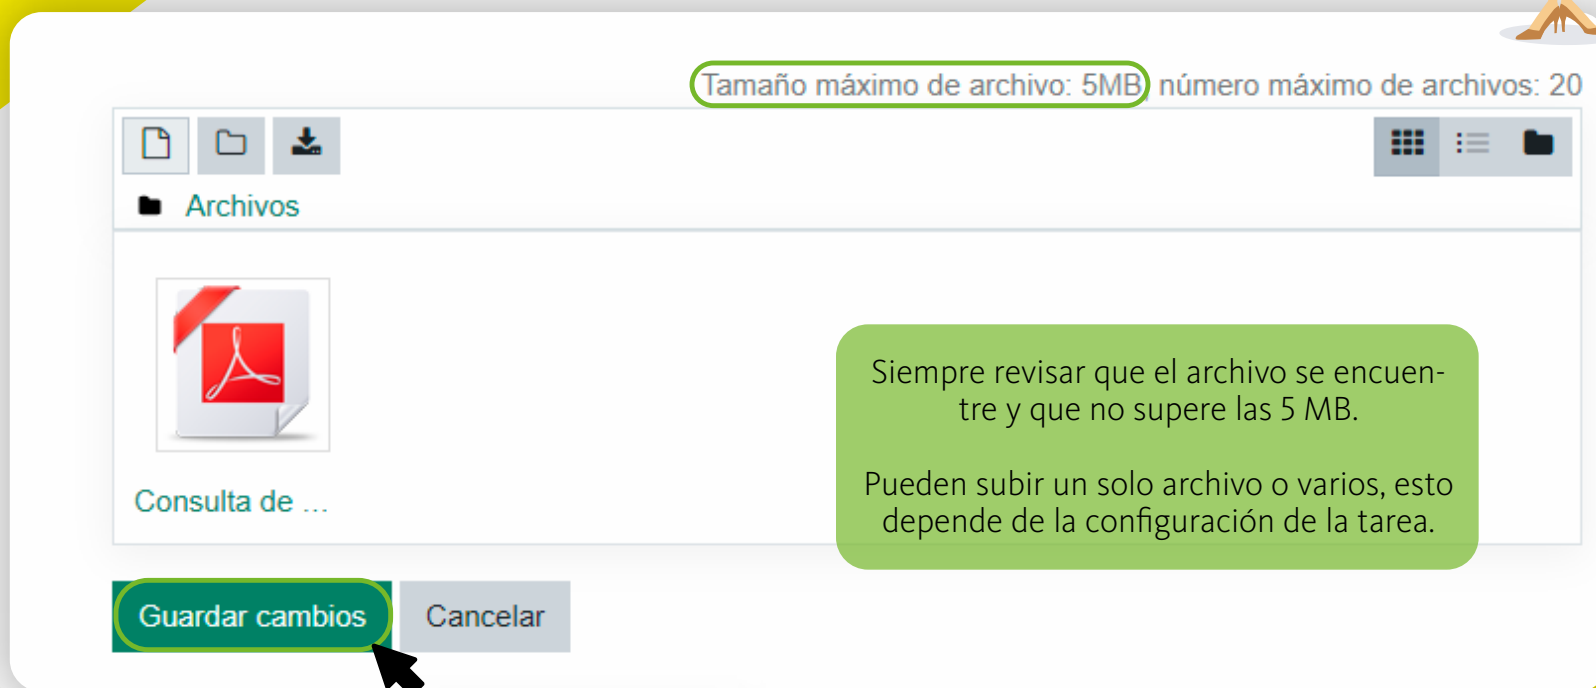 Tamaño máximo de archivo: 5MB, número máximo de archivos: 20
Archivos
Siempre revisar que el archivo se encuen-
tre y que no supere las 5 MB.
Pueden subir un solo archivo o varios, esto
depende de la configuración de la tarea.
Consulta de ...
Guardar cambios
Cancelar